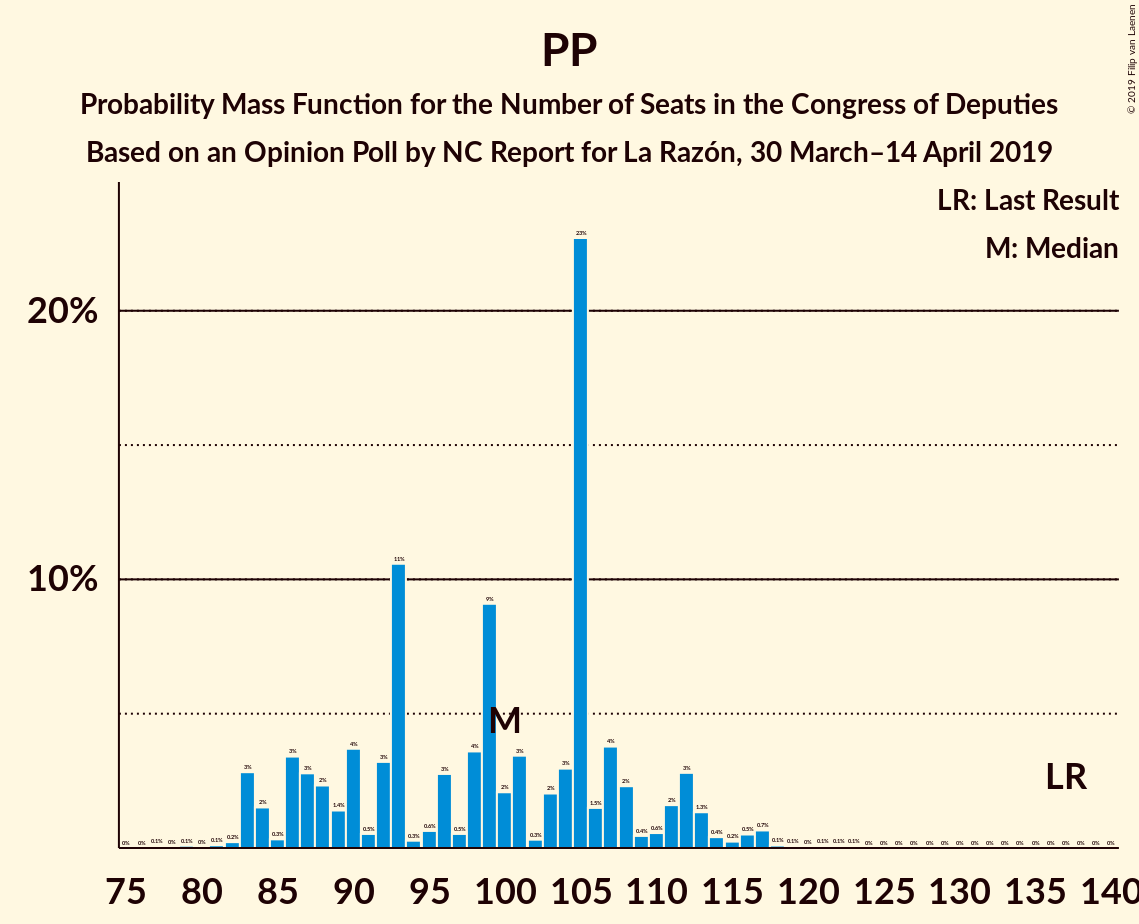 PP
Probability Mass Function for the Number of Seats in the Congress of Deputies
Based on an Opinion Poll by NC Report for La Razón, 30 March–14 April 2019
© 2019 Filip van Laenen
LR: Last Result
M: Median
20%
10%
0% 0% 0.1% 0% 0.1% 0% 0.1% 0.2% 3% 2% 0.3% 3% 3% 2% 1.4% 4% 0.5% 3% 11% 0.3% 0.6% 3% 0.5% 4% 9% 2% 3% 0.3% 2% 3% 23% 1.5% 4% 2% 0.4% 0.6% 2% 3% 1.3% 0.4% 0.2% 0.5% 0.7% 0.1% 0.1% 0% 0.1% 0.1% 0.1% 0% 0% 0% 0% 0% 0% 0% 0% 0% 0% 0% 0% 0% 0% 0% 0% 0%
M
LR
75 80 85 90 95 100 105 110 115 120 125 130 135 140